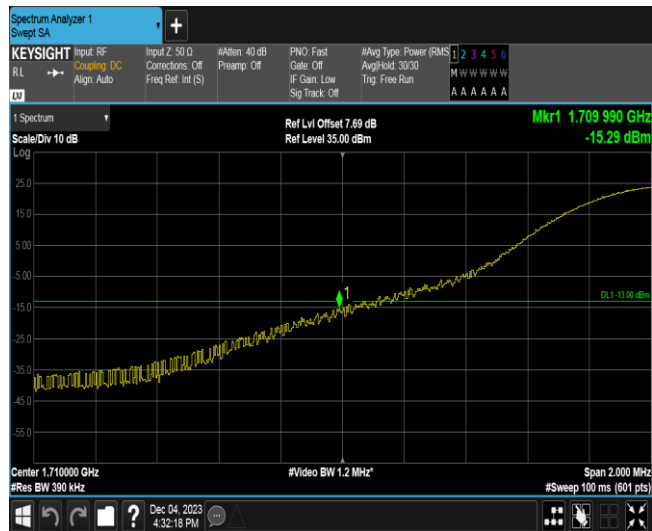 Spectrum Analyzer 1
Swept SA
+
KEYSIGHT
RL
LXI
Input: RF
Coupling: DC
Align: Auto
Input Z: 50 Ω
Corrections: Off
Freq Ref: Int (S)
#Atten: 40 dB
Preamp: Off
PNO: Fast
Gate: Off
IF Gain: Low
Sig Track: Off
#Avg Type: Power (RMS
Avg|Hold: 30/30
Trig: Free Run
1 2 3 4 5 6
M W W W W W
A A A A A A
1 Spectrum
Scale/Div 10 dB
Log
Ref Lvl Offset 7.69 dB
Ref Level 35.00 dBm
Mkr1 1.709 990 GHz
-15.29 dBm
25.0
15.0
5.00
-5.00
1
DL1 -13.00 dBm
-15.0
-25.0
-35.0
-45.0
-55.0
Center 1.710000 GHz
#Res BW 390 kHz
#Video BW 1.2 MHz*
Span 2.000 MHz
#Sweep 100 ms (601 pts)
?
Dec 04, 2023
4:32:18 PM